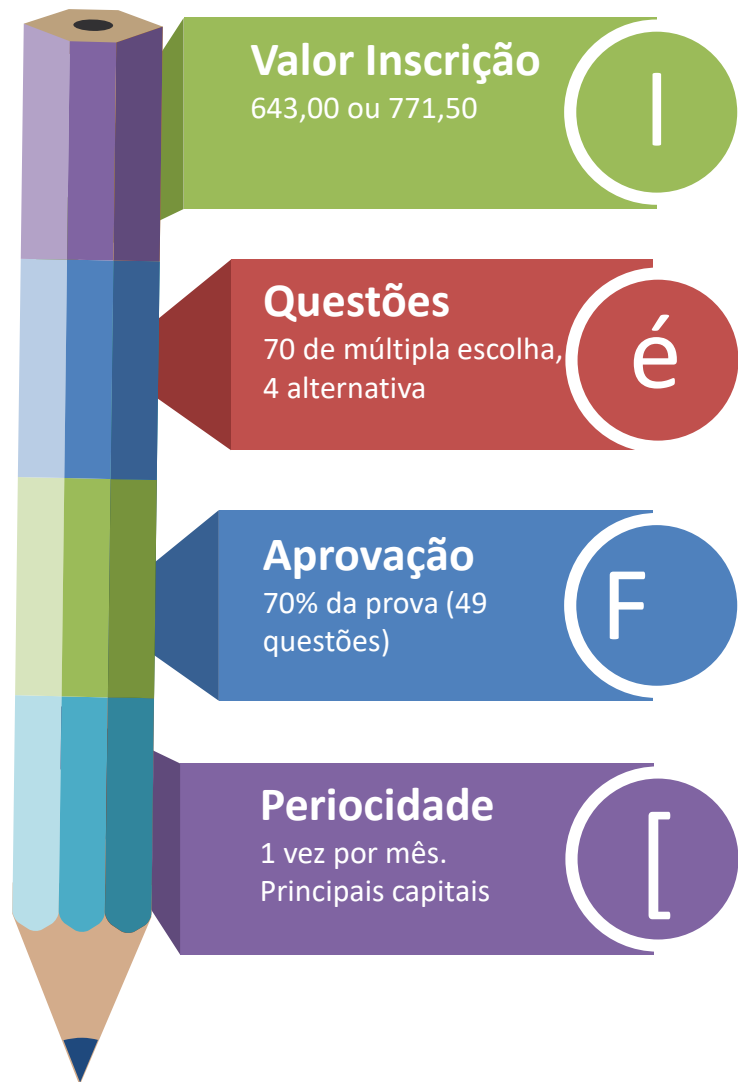 Valor Inscrição
643,00 ou 771,50
I
Questões
70 de múltipla escolha,
4 alternativa
é
Aprovação
70% da prova (49
questões)
F
Periocidade
1 vez por mês.
Principais capitais
[